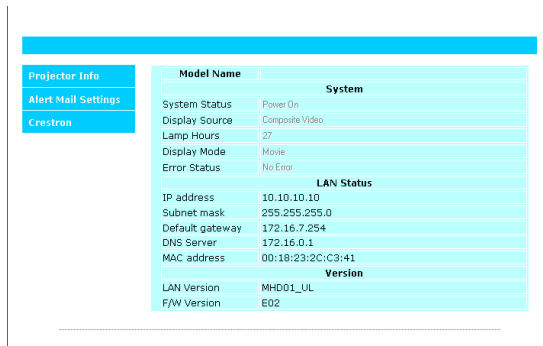 Projector Info
Alert Mail Settings
Crestron
Model Name
System
System Status Power On
Display Source Composite Video
Lamp Hours 27
Display Mode Movie
Error Status No Error
LAN Status
IP address 10.10.10.10
Subnet mask 255.255.255.0
Default gateway 172.16.7.254
DNS Server 172.16.0.1
MAC address 00:18:23:2C:C3:41
Version
LAN Version MHD01_UL
F/W Version E02